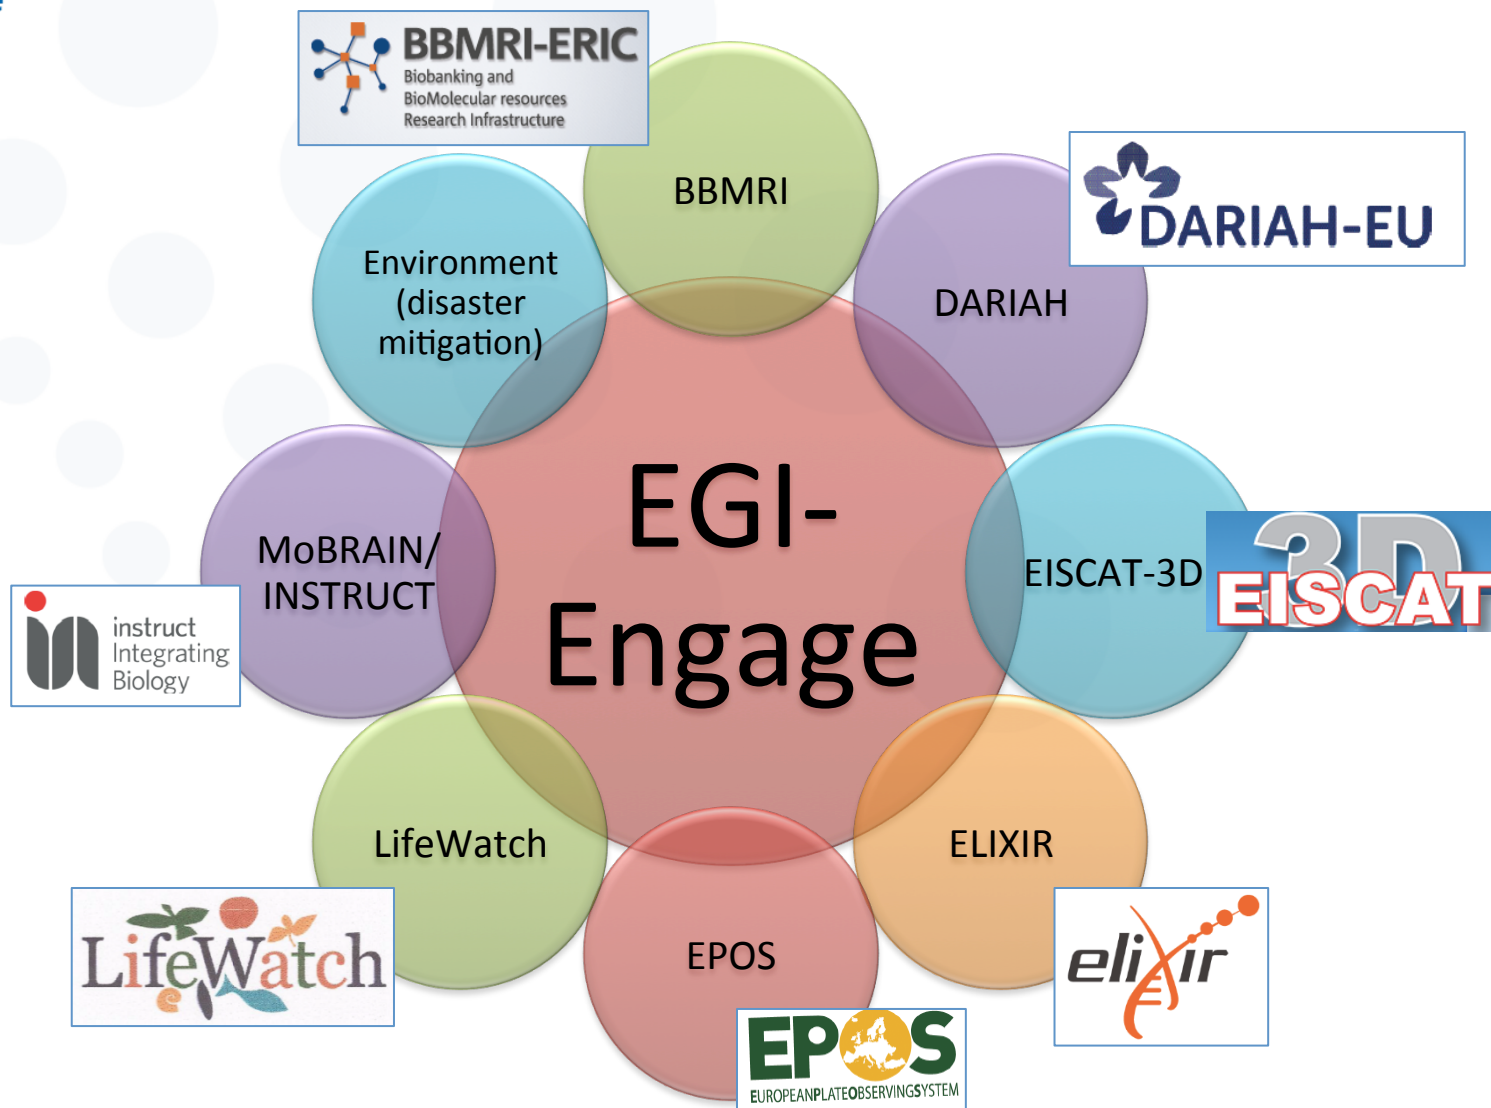 BBMRI-ERIC
Biobanking and
BioMolecular resources
Research Infrastructure
BBMRI
DARIAH-EU
DARIAH
Environment
(disaster
mitigation)
EGI-
Engage
MoBRAIN/
INSTRUCT
instruct
Integrating
Biology
EISCAT-3D
3D
EISCAT
LifeWatch
LifeWatch
ELIXIR
elixir
EPOS
EPOS
EUROPEANPLATEOBSERVINGSYSTEM